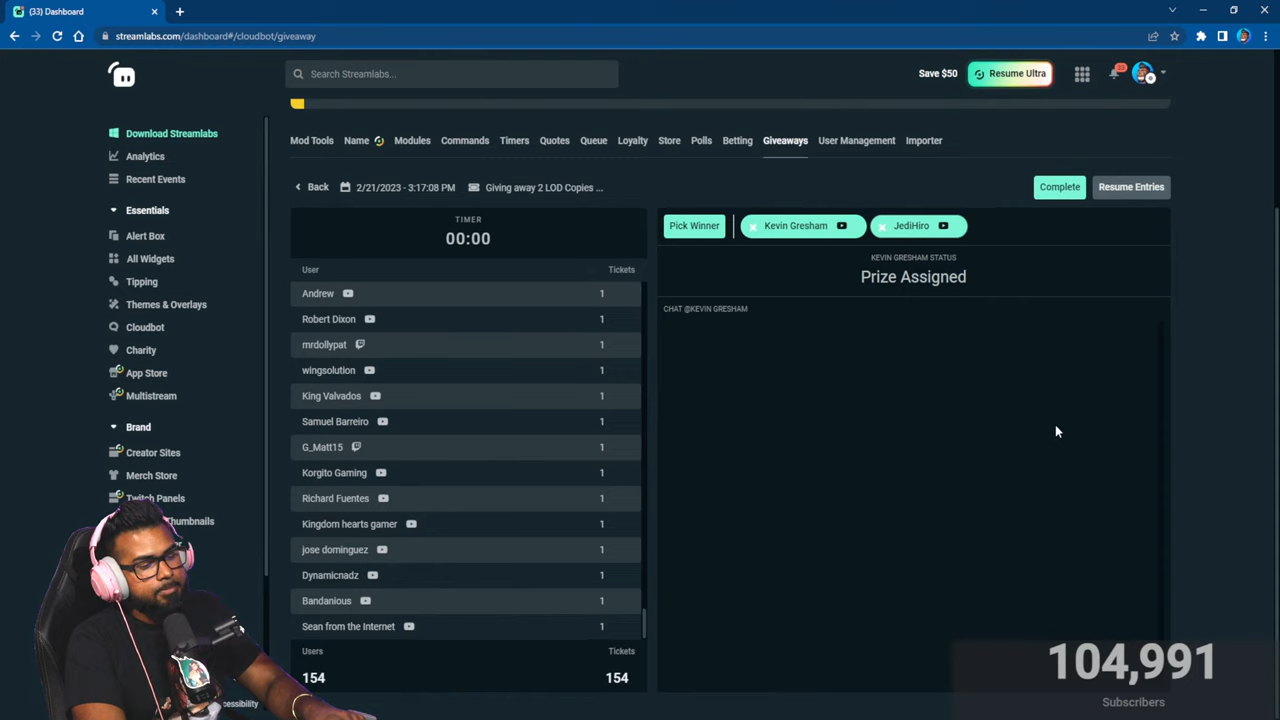 (33) Dashboard
streamlabs.com/dashboard#/cloudbot/giveaway
Search Streamlabs...
Save $50
Resume Ultra
Mod Tools Name Modules Commands Timers Quotes Queue Loyalty Store Polls Betting Giveaways User Management Importer
Back 2/21/2023 - 3:17:08 PM Giving away 2 LOD Copies ...
Complete Resume Entries
Download Streamlabs
Analytics
Recent Events
Essentials
Alert Box
All Widgets
Tipping
Themes & Overlays
Cloudbot
Charity
App Store
Multistream
Brand
Creator Sites
Merch Store
Twitch Panels
Thumbnails
TIMER
00:00
User Tickets
Andrew 1
Robert Dixon 1
mrdollypat 1
wingsolution 1
King Valvados 1
Samuel Barreiro 1
G_Matt15 1
Korgito Gaming 1
Richard Fuentes 1
Kingdom hearts gamer 1
jose dominguez 1
Dynamicnadz 1
Bandanious 1
Sean from the Internet 1
Users Tickets
154 154
Pick Winner Kevin Gresham JediHiro
KEVIN GRESHAM STATUS
Prize Assigned
CHAT @KEVIN GRESHAM
104,991
Subscribers